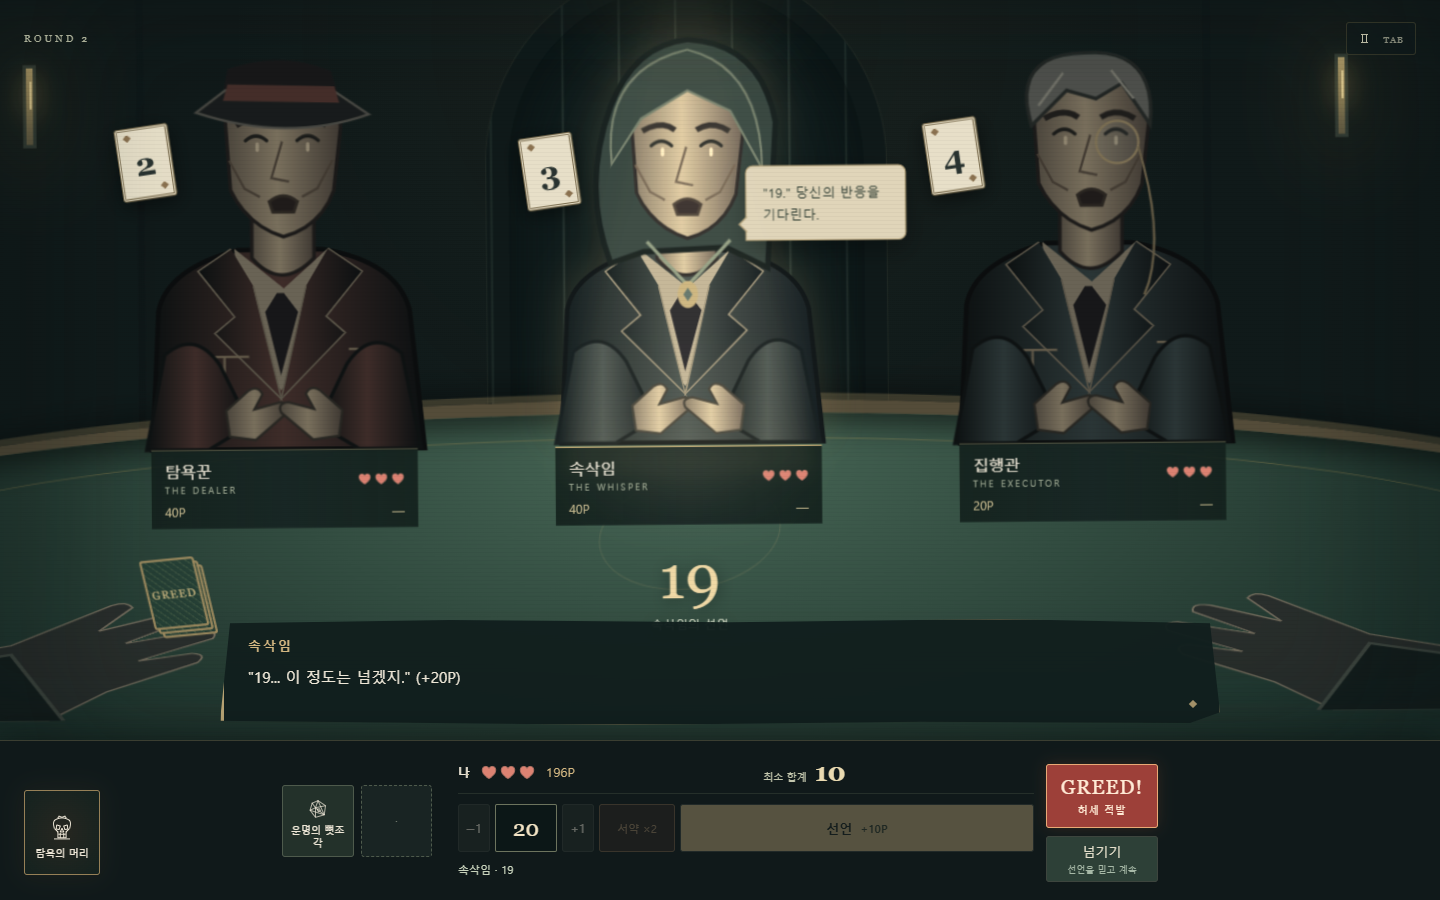 ROUND 2
II TAB
2
3
4
"19." 당신의 반응을
기다린다.
탐욕꾼
THE DEALER
40P
—
속삭임
THE WHISPER
40P
—
집행관
THE EXECUTOR
20P
—
GREED
19
속삭임
"19... 이 정도는 넘겠지." (+20P)
탐욕의 머리
운명의 뼛조
각
나 196P
최소 합계 10
−1
20
+1
서약 ×2
선언 +10P
속삭임 · 19
GREED!
허세 적발
넘기기
선언을 믿고 계속